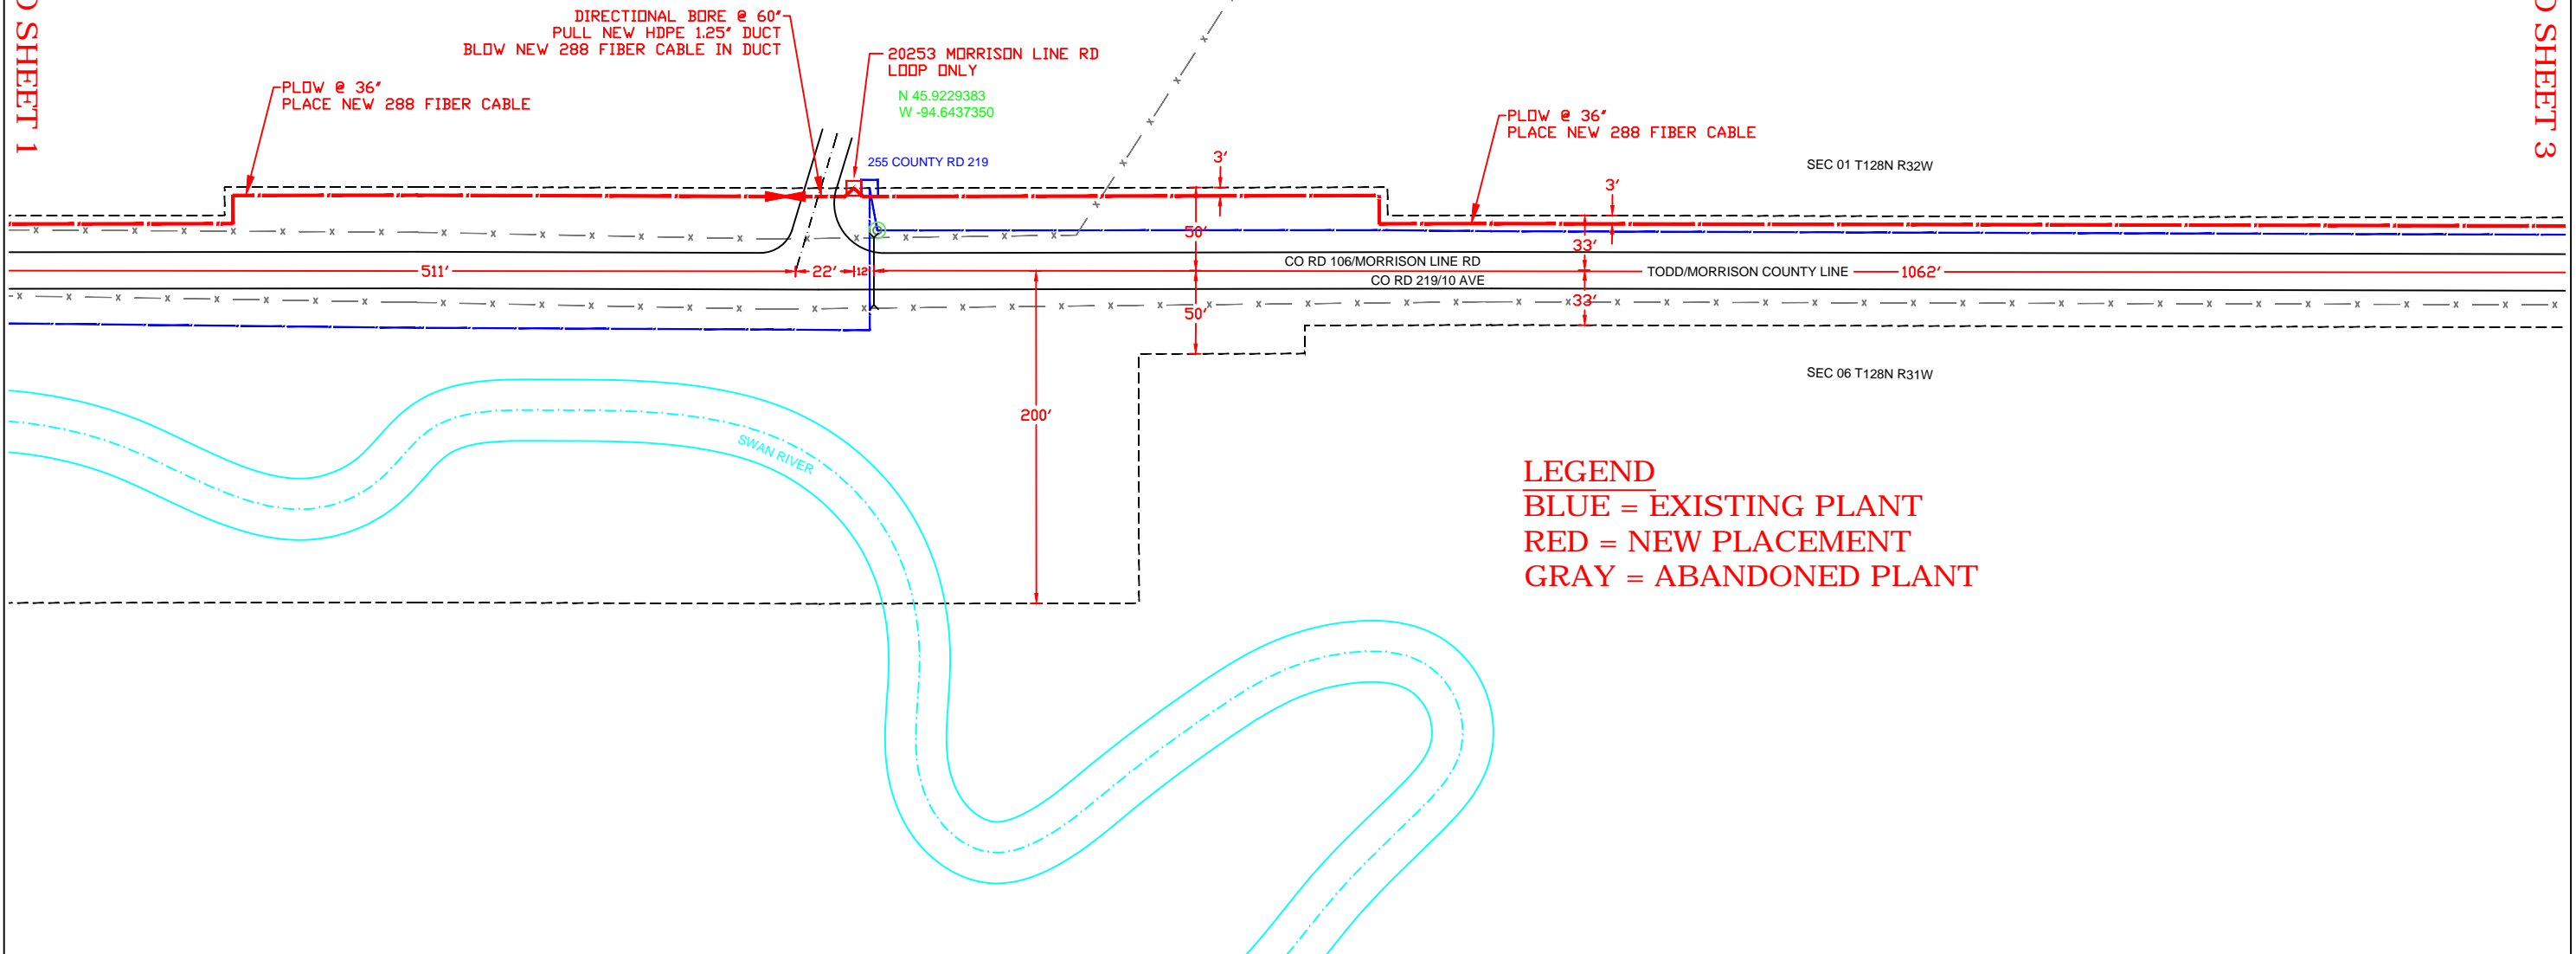 O SHEET 1
DIRECTIONAL BORE @ 60"
PULL NEW HDPE 1.25" DUCT
BLOW NEW 288 FIBER CABLE IN DUCT
PLOW @ 36"
PLACE NEW 288 FIBER CABLE
20253 MORRISON LINE RD
LOOP ONLY
N 45.9229383
W -94.6437350
255 COUNTY RD 219
3'
PLOW @ 36"
PLACE NEW 288 FIBER CABLE
SEC 01 T128N R32W
3'
O SHEET 3
50'
33'
511'
22'
12'
CO RD 106/MORRISON LINE RD
CO RD 219/10 AVE
TODD/MORRISON COUNTY LINE
1062'
50'
33'
200'
SEC 06 T128N R31W
SWAN RIVER
LEGEND
BLUE = EXISTING PLANT
RED = NEW PLACEMENT
GRAY = ABANDONED PLANT